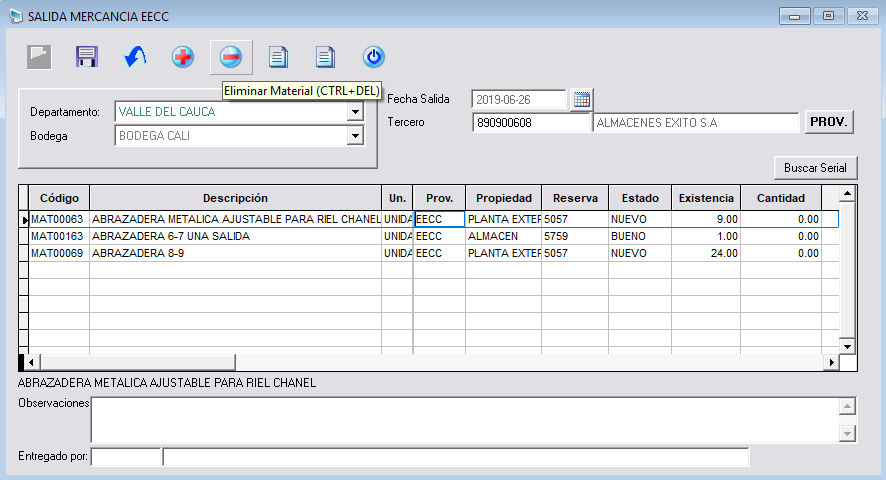 SALIDA MERCANCIA EECC
Eliminar Material (CTRL+DEL)
Departamento: VALLE DEL CAUCA
Bodega BODEGA CALI
Fecha Salida 2019-06-26
Tercero 890900608 ALMACENES EXITO S.A PROV.
Buscar Serial
Código Descripción Un. Prov. Propiedad Reserva Estado Existencia Cantidad
MAT00063 ABRAZADERA METALICA AJUSTABLE PARA RIEL CHANEL UNIDA EECC PLANTA EXTER 5057 NUEVO 9.00 0.00
MAT00163 ABRAZADERA 6-7 UNA SALIDA UNIDA EECC ALMACEN 5759 BUENO 1.00 0.00
MAT00069 ABRAZADERA 8-9 UNIDA EECC PLANTA EXTER 5057 NUEVO 24.00 0.00
ABRAZADERA METALICA AJUSTABLE PARA RIEL CHANEL
Observaciones
Entregado por: